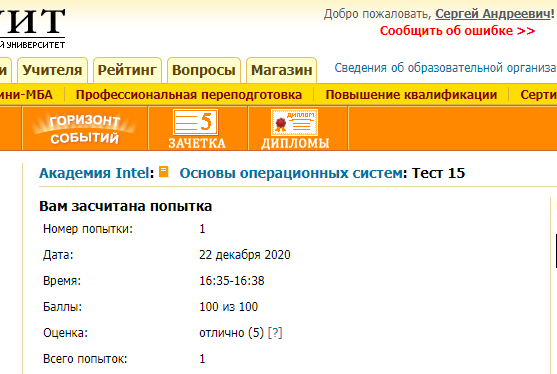 УИТ
Добро пожаловать, Сергей Андреевич!
Й УНИВЕРСИТЕТ
Сообщить об ошибке >>
и Учителя Рейтинг Вопросы Магазин Сведения об образовательной организа
ини-МБА Профессиональная переподготовка Повышение квалификации Серти
ГОРИЗОНТ СОБЫТИЙ
5
ЗАЧЕТКА
ДИПЛОМ
ДИПЛОМЫ
Академия Intel: Основы операционных систем: Тест 15
Вам засчитана попытка
Номер попытки: 1
Дата: 22 декабря 2020
Время: 16:35-16:38
Баллы: 100 из 100
Оценка: отлично (5) [?]
Всего попыток: 1